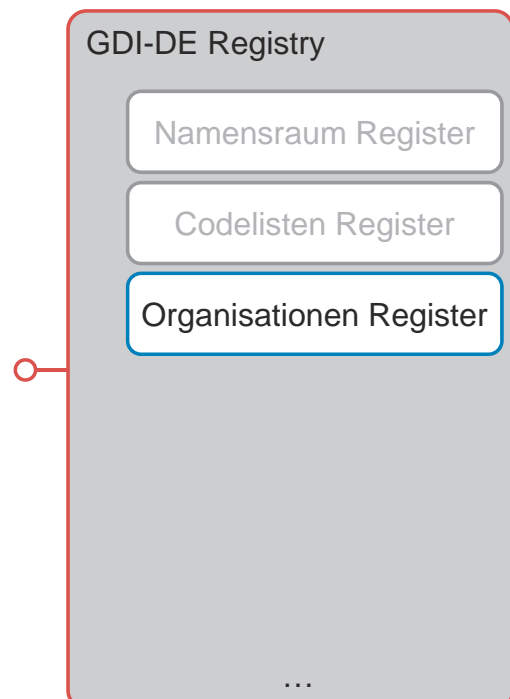 GDI-DE Registry
Namensraum Register
Codelisten Register
Organisationen Register
…